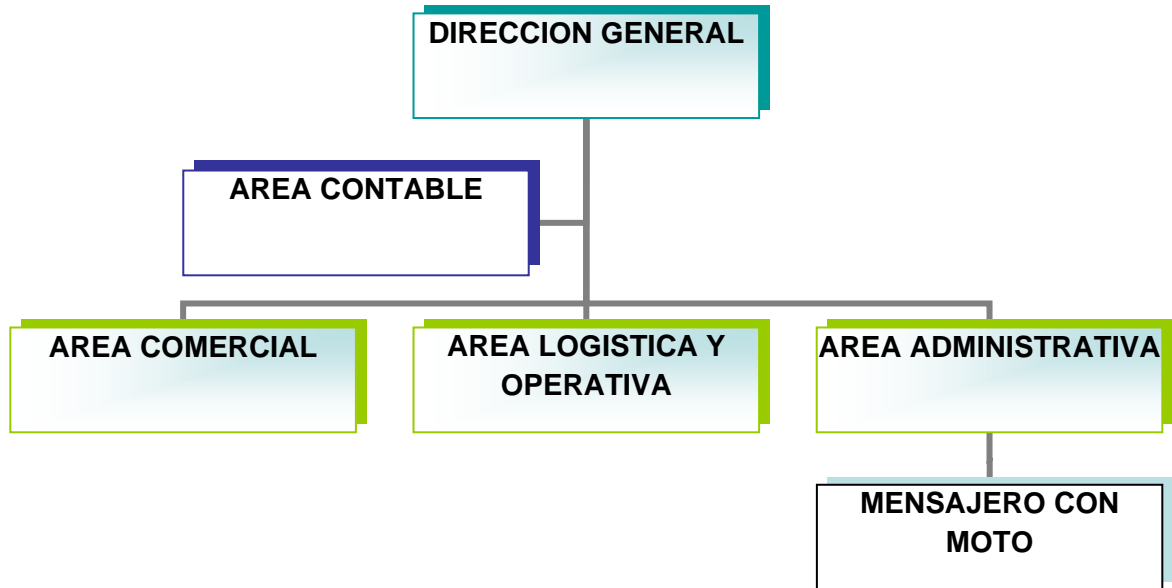 DIRECCION GENERAL
AREA CONTABLE
AREA COMERCIAL
AREA LOGISTICA Y
OPERATIVA
AREA ADMINISTRATIVA
MENSAJERO CON
MOTO